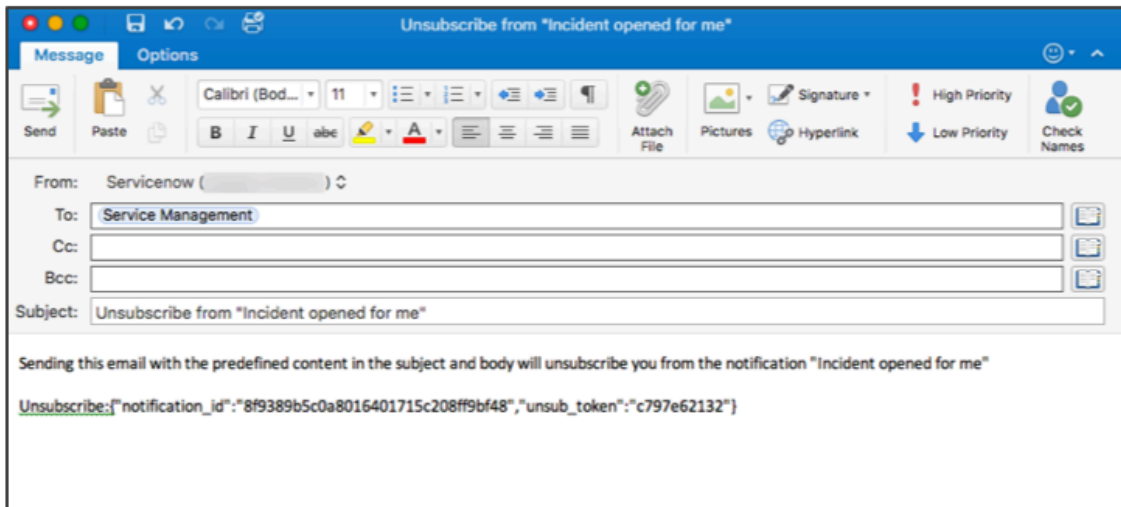 Unsubscribe from "Incident opened for me"
Message Options
Send
Paste
Calibri (Bod... 11
B I U abc A
Attach File
Pictures
Signature
Hyperlink
High Priority
Low Priority
Check Names
From: Servicenow ( )
To: Service Management
Cc:
Bcc:
Subject: Unsubscribe from "Incident opened for me"
Sending this email with the predefined content in the subject and body will unsubscribe you from the notification "Incident opened for me"
Unsubscribe:{"notification_id":"8f9389b5c0a8016401715c208ff9bf48","unsub_token":"c797e62132"}